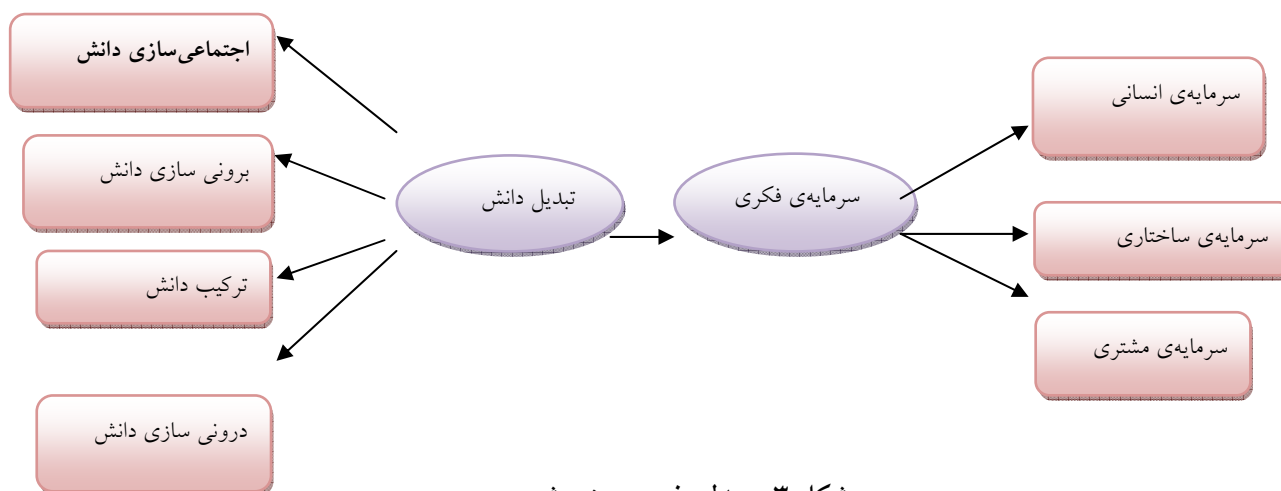 اجتماعی‌سازی دانش
برونی سازی دانش
ترکیب دانش
درونی سازی دانش
تبدیل دانش
سرمایه‌ی فکری
سرمایه‌ی انسانی
سرمایه‌ی ساختاری
سرمایه‌ی مشتری